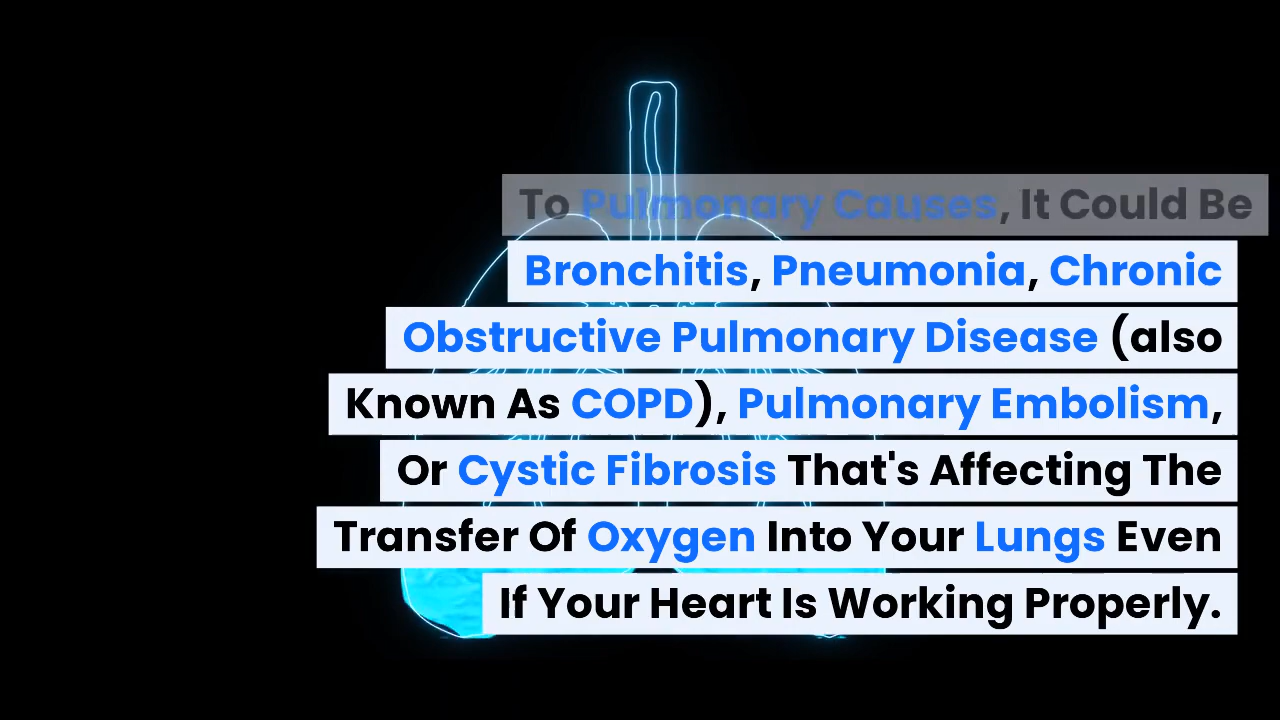 To Pulmonary Causes, It Could Be
Bronchitis, Pneumonia, Chronic
Obstructive Pulmonary Disease (also
Known As COPD), Pulmonary Embolism,
Or Cystic Fibrosis That's Affecting The
Transfer Of Oxygen Into Your Lungs Even
If Your Heart Is Working Properly.